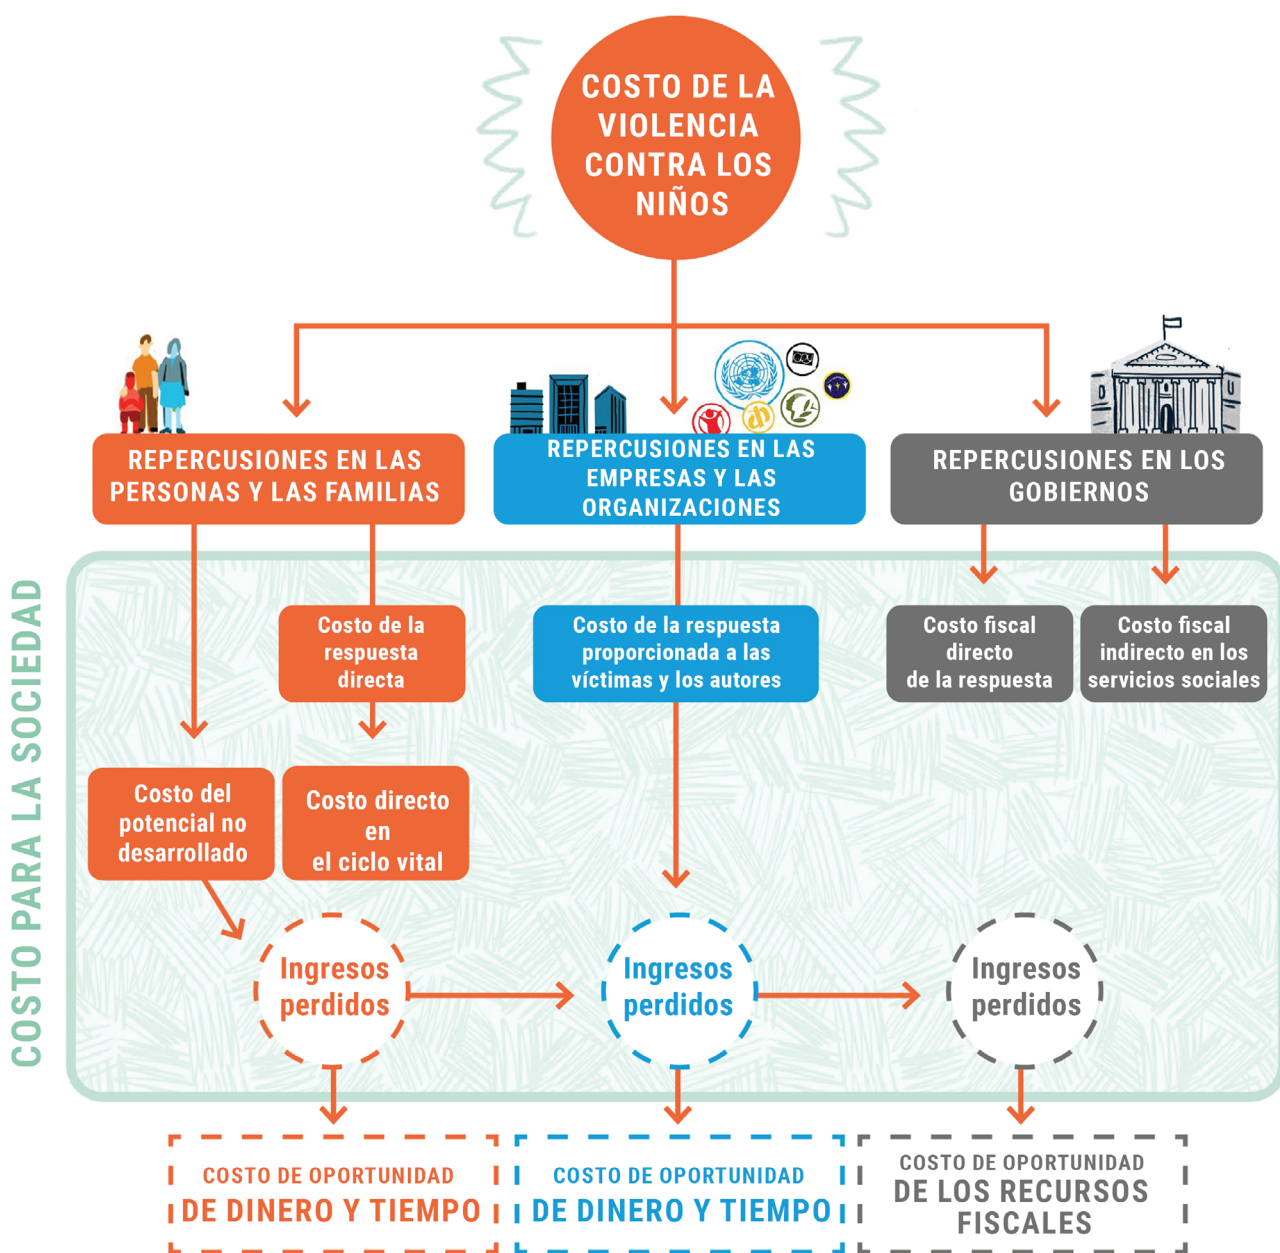 COSTO DE LA
VIOLENCIA
CONTRA LOS
NIÑOS
REPERCUSIONES EN LAS
PERSONAS Y LAS FAMILIAS
REPERCUSIONES EN LAS
EMPRESAS Y LAS
ORGANIZACIONES
REPERCUSIONES EN LOS
GOBIERNOS
COSTO PARA LA SOCIEDAD
Costo de la
respuesta
directa
Costo de la respuesta
proporcionada a las
víctimas y los autores
Costo fiscal
directo
de la respuesta
Costo fiscal
indirecto en los
servicios sociales
Costo del
potencial no
desarrollado
Costo directo
en
el ciclo vital
Ingresos
perdidos
Ingresos
perdidos
Ingresos
perdidos
COSTO DE OPORTUNIDAD
DE DINERO Y TIEMPO
COSTO DE OPORTUNIDAD
DE DINERO Y TIEMPO
COSTO DE OPORTUNIDAD
DE LOS RECURSOS
FISCALES